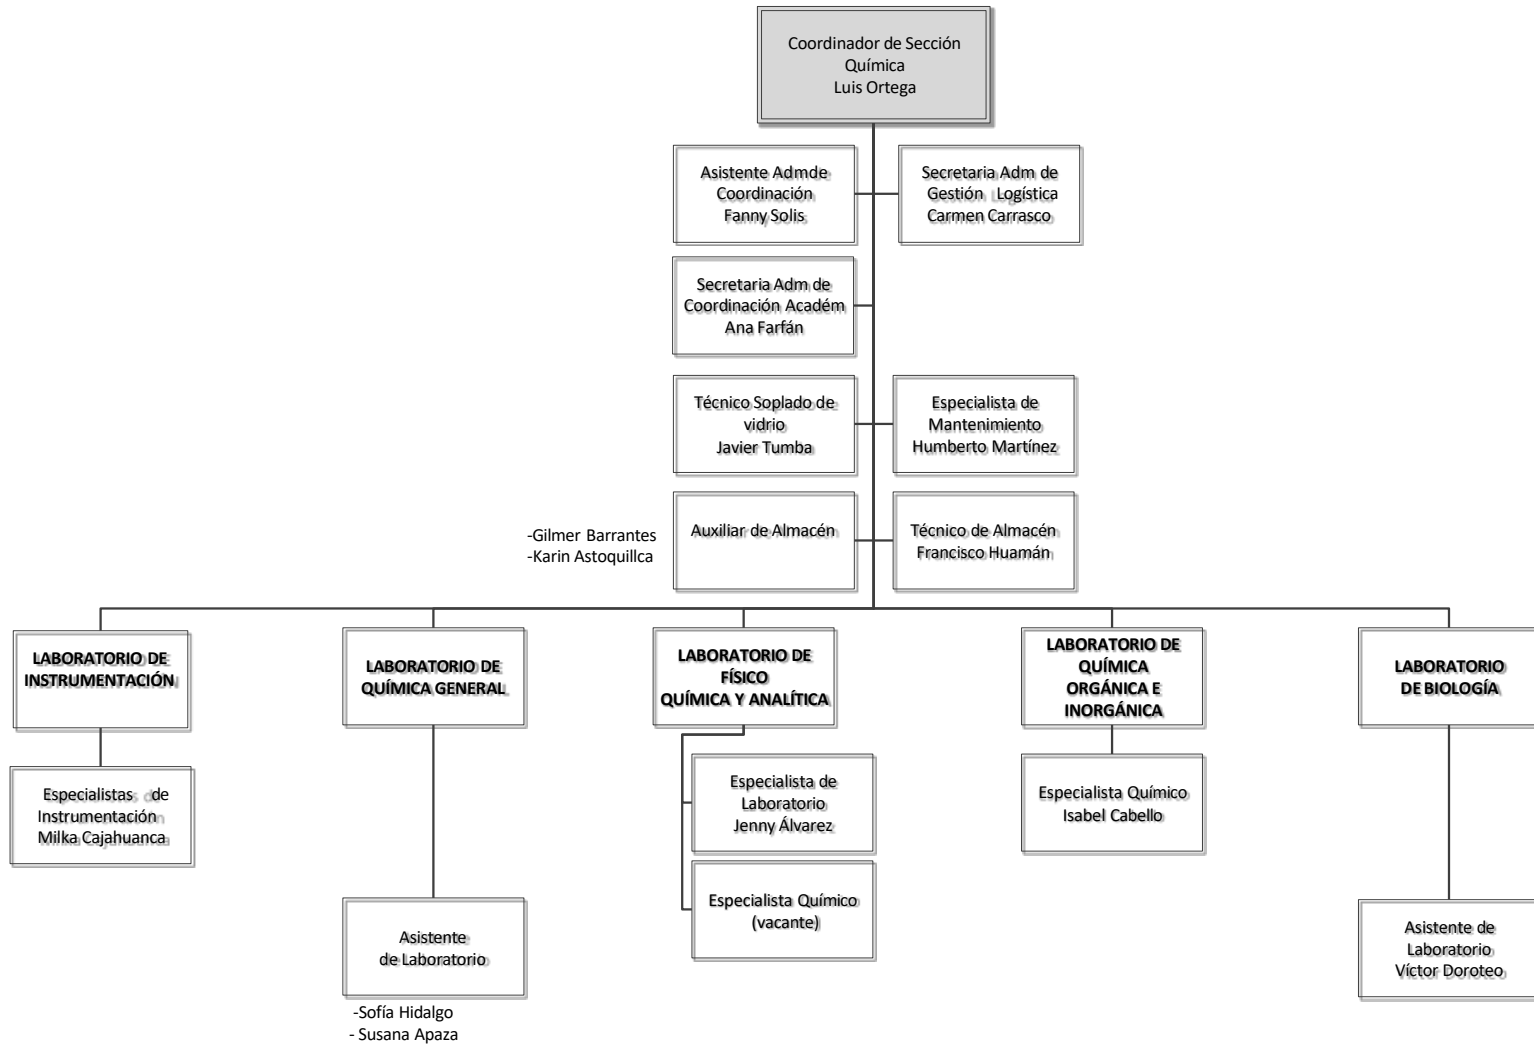 Coordinador de Sección
Química
Luis Ortega
Asistente Admde
Coordinación
Fanny Solis
Secretaria Adm de
Gestión Logística
Carmen Carrasco
Secretaria Adm de
Coordinación Académ
Ana Farfán
Técnico Soplado de
vidrio
Javier Tumba
Especialista de
Mantenimiento
Humberto Martínez
-Gilmer Barrantes
-Karin Astoquillca
Auxiliar de Almacén
Técnico de Almacén
Francisco Huamán
LABORATORIO DE
INSTRUMENTACIÓN
LABORATORIO DE
QUÍMICA GENERAL
LABORATORIO DE
FÍSICO
QUÍMICA Y ANALÍTICA
LABORATORIO DE
QUÍMICA
ORGÁNICA E
INORGÁNICA
LABORATORIO
DE BIOLOGÍA
Especialistas de
Instrumentación
Milka Cajahuanca
Especialista de
Laboratorio
Jenny Álvarez
Especialista Químico
Isabel Cabello
Especialista Químico
(vacante)
Asistente
de Laboratorio
-Sofía Hidalgo
- Susana Apaza
Asistente de
Laboratorio
Víctor Doroteo